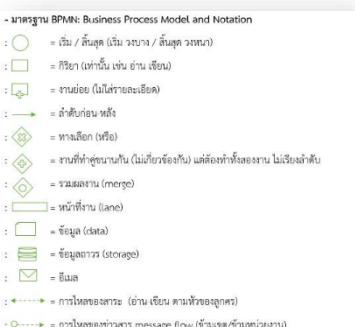 - มาตรฐาน BPMN: Business Process Model and Notation
: = เริ่ม / สิ้นสุด (เริ่ม วงบาง / สิ้นสุด วงหนา)
: = กิริยา (เท่านั้น เช่น อ่าน เขียน)
: = งานย่อย (ไม่ใส่รายละเอียด)
: = ลำดับก่อน-หลัง
: = ทางเลือก (หรือ)
: = งานที่ทำคู่ขนานกัน (ไม่เกี่ยวข้องกัน) แต่ต้องทำทั้งสองงาน ไม่เรียงลำดับ
: = รวมผลงาน (merge)
: = หน้าที่งาน (lane)
: = ข้อมูล (data)
: = ข้อมูลถาวร (storage)
: = อีเมล
: = การไหลของสาระ (อ่าน เขียน ตามหัวของลูกศร)
: = การไหลของข่าวสาร message flow (ข้ามเขต/ข้ามหน่วยงาน)